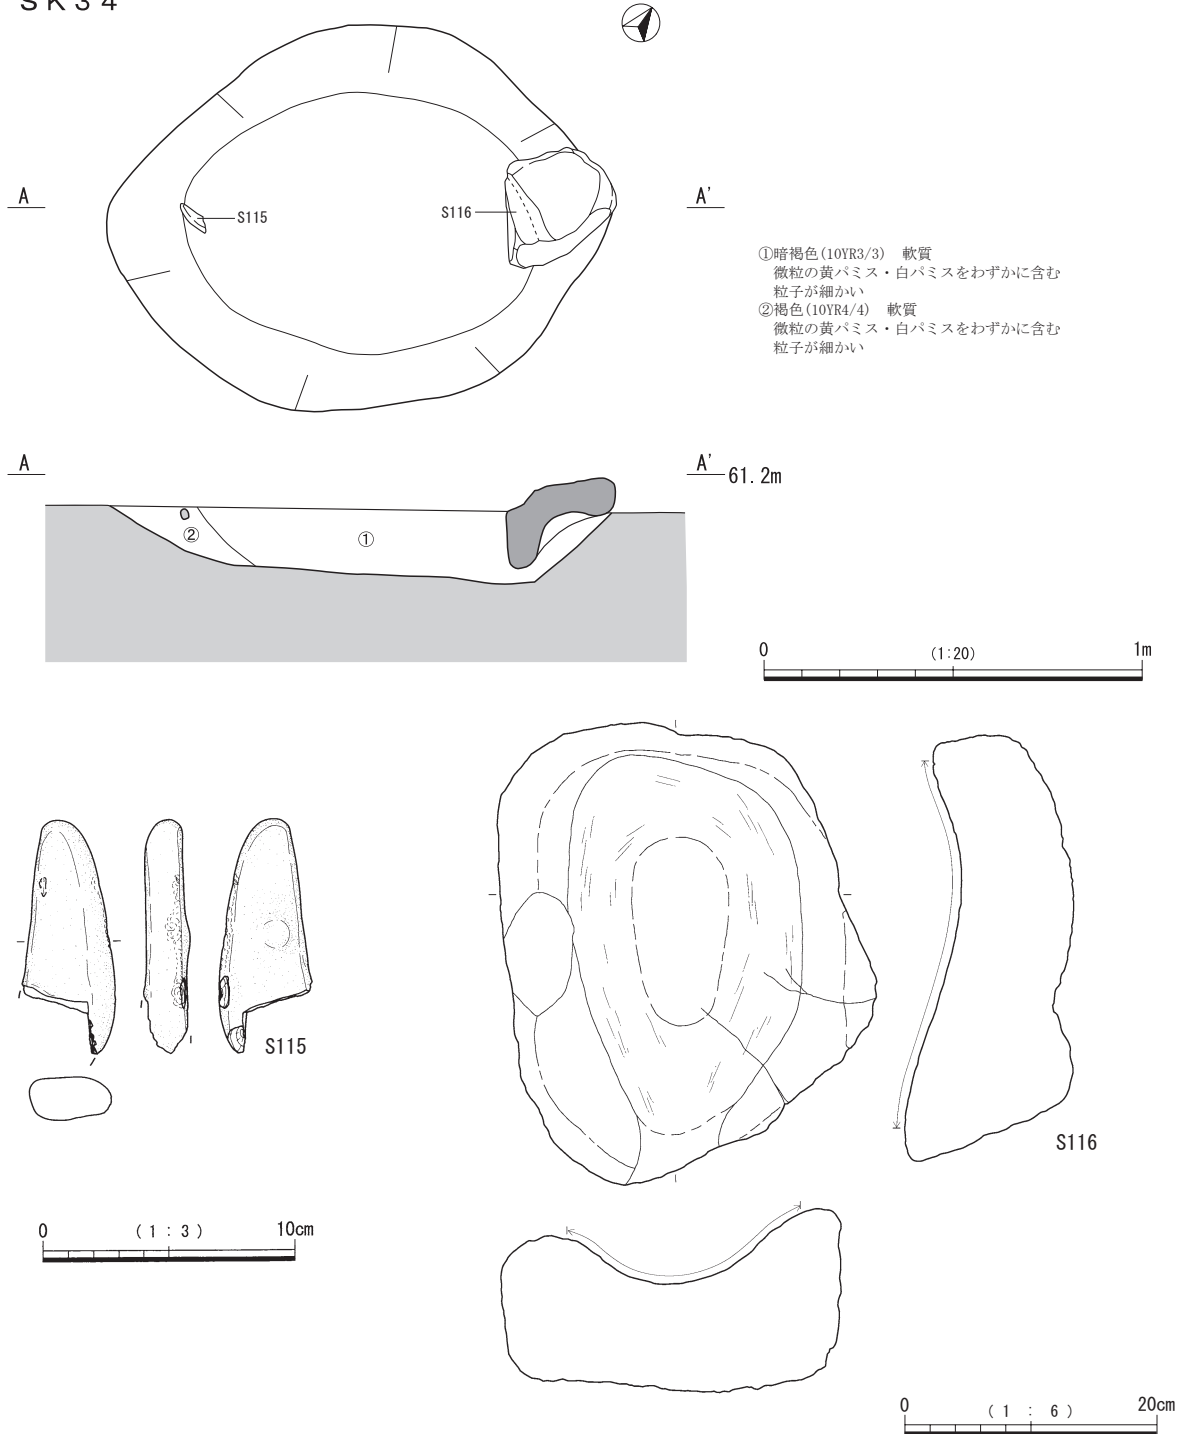 SK34
A
A'
S115
S116
①暗褐色(10YR3/3) 軟質
微粒の黄パミス・白パミスをわずかに含む
粒子が細かい
②褐色(10YR4/4) 軟質
微粒の黄パミス・白パミスをわずかに含む
粒子が細かい
A
A' 61.2m
②
①
0 (1:20) 1m
S115
S116
0 (1:3) 10cm
0 (1:6) 20cm